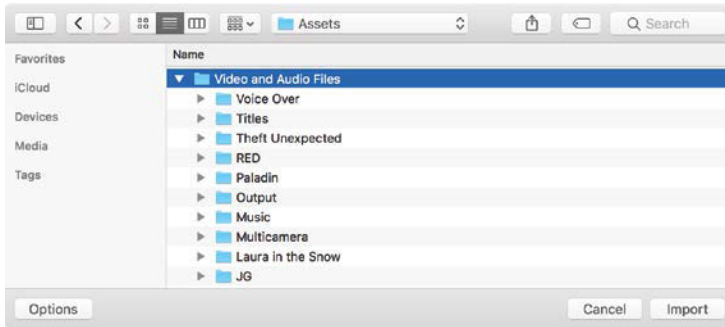 Assets
Search
Favorites
iCloud
Devices
Media
Tags
Name
Video and Audio Files
Voice Over
Titles
Theft Unexpected
RED
Paladin
Output
Music
Multicamera
Laura in the Snow
JG
Options
Cancel Import